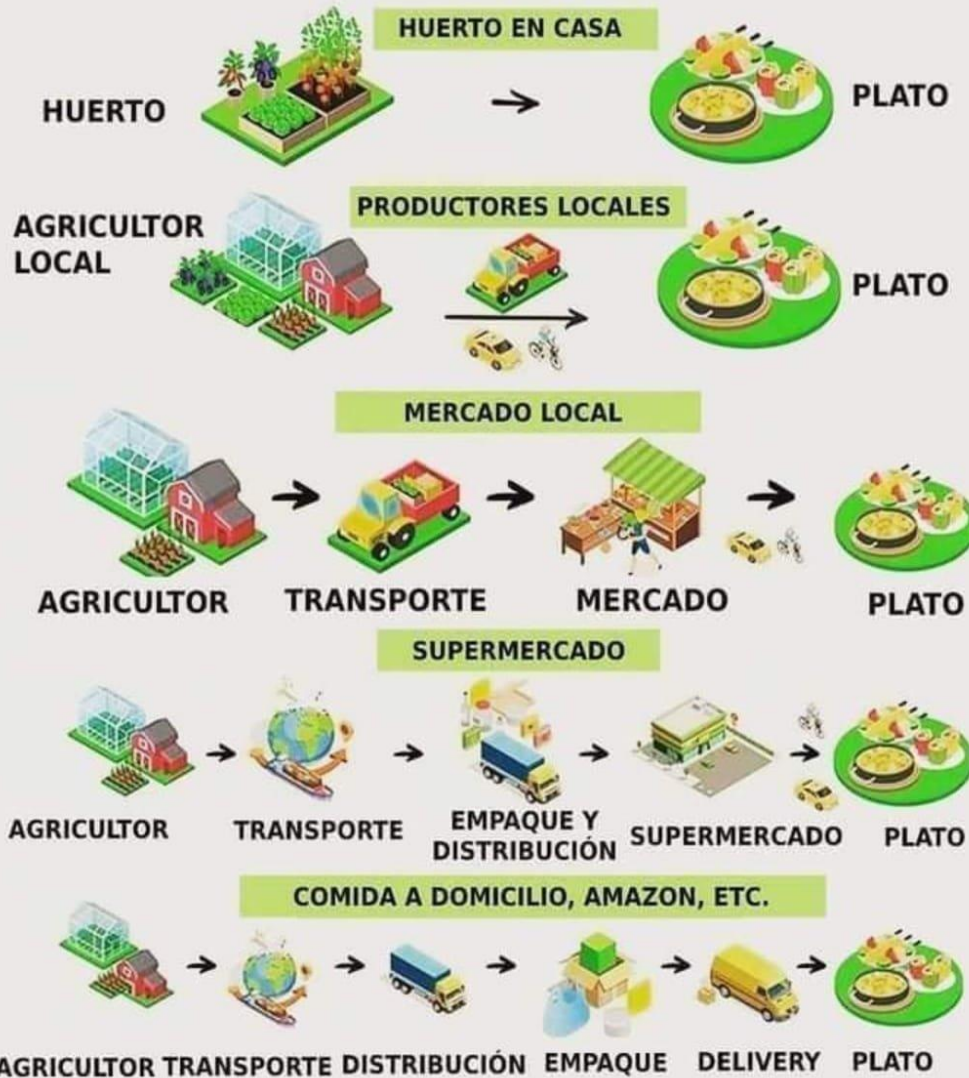 HUERTO EN CASA
HUERTO
PLATO
PRODUCTORES LOCALES
AGRICULTOR
LOCAL
PLATO
MERCADO LOCAL
AGRICULTOR
TRANSPORTE
MERCADO
PLATO
SUPERMERCADO
AGRICULTOR
TRANSPORTE
EMPAQUE Y
DISTRIBUCIÓN
SUPERMERCADO
PLATO
COMIDA A DOMICILIO, AMAZON, ETC.
AGRICULTOR
TRANSPORTE
DISTRIBUCIÓN
EMPAQUE
DELIVERY
PLATO